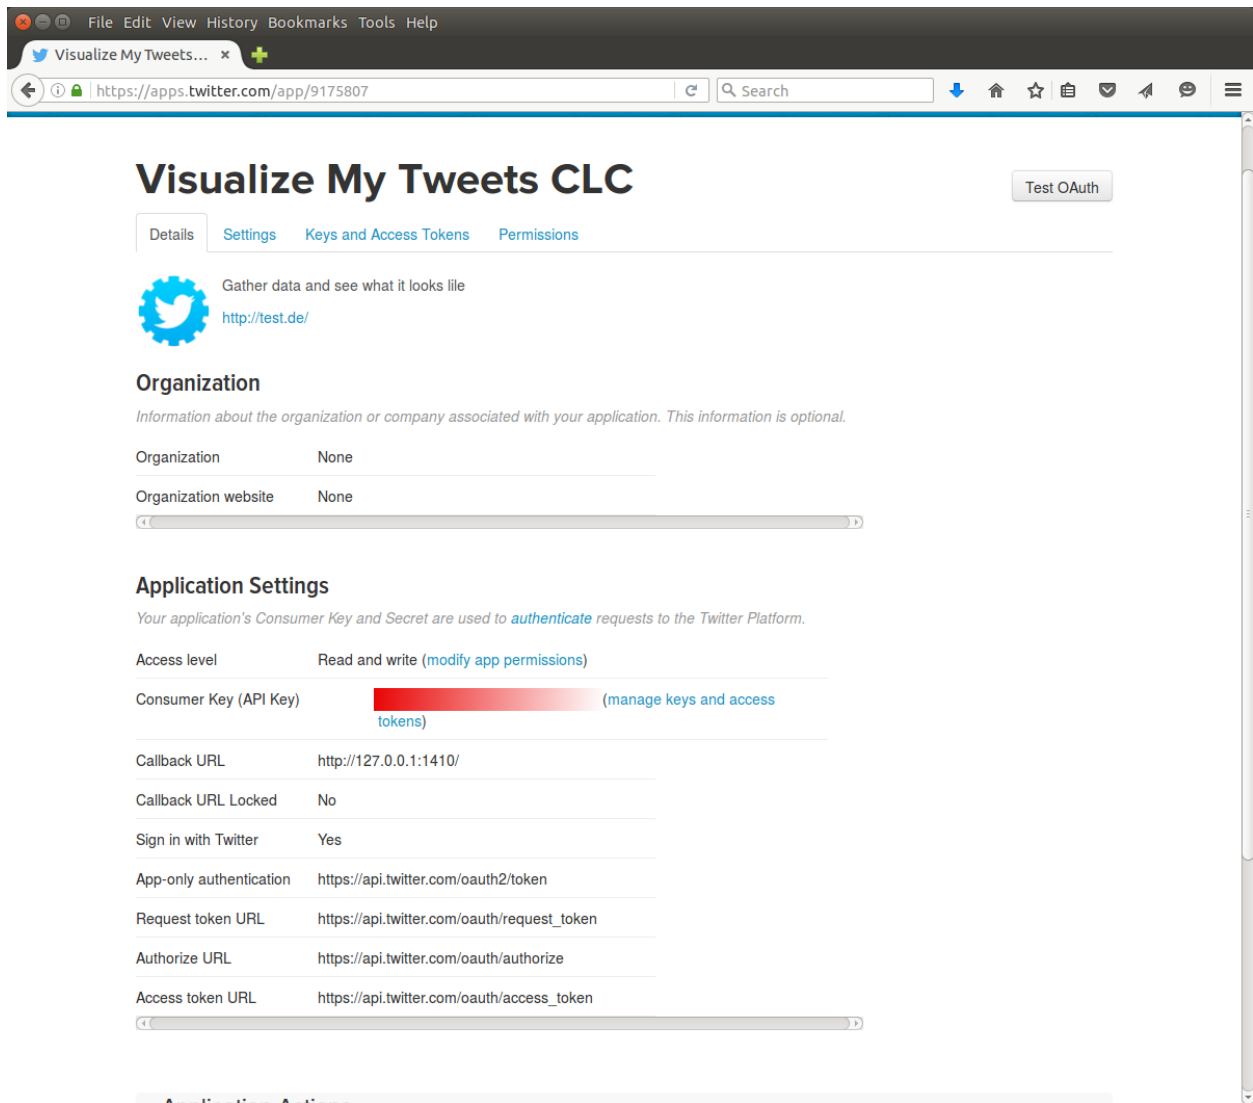 File Edit View History Bookmarks Tools Help
Visualize My Tweets...
https://apps.twitter.com/app/9175807 Search
Visualize My Tweets CLC
Test OAuth
Details Settings Keys and Access Tokens Permissions
Gather data and see what it looks lile
http://test.de/
Organization
Information about the organization or company associated with your application. This information is optional.
Organization None
Organization website None
Application Settings
Your application's Consumer Key and Secret are used to authenticate requests to the Twitter Platform.
Access level Read and write (modify app permissions)
Consumer Key (API Key) (manage keys and access
tokens)
Callback URL http://127.0.0.1:1410/
Callback URL Locked No
Sign in with Twitter Yes
App-only authentication https://api.twitter.com/oauth2/token
Request token URL https://api.twitter.com/oauth/request_token
Authorize URL https://api.twitter.com/oauth/authorize
Access token URL https://api.twitter.com/oauth/access_token
Application Actions